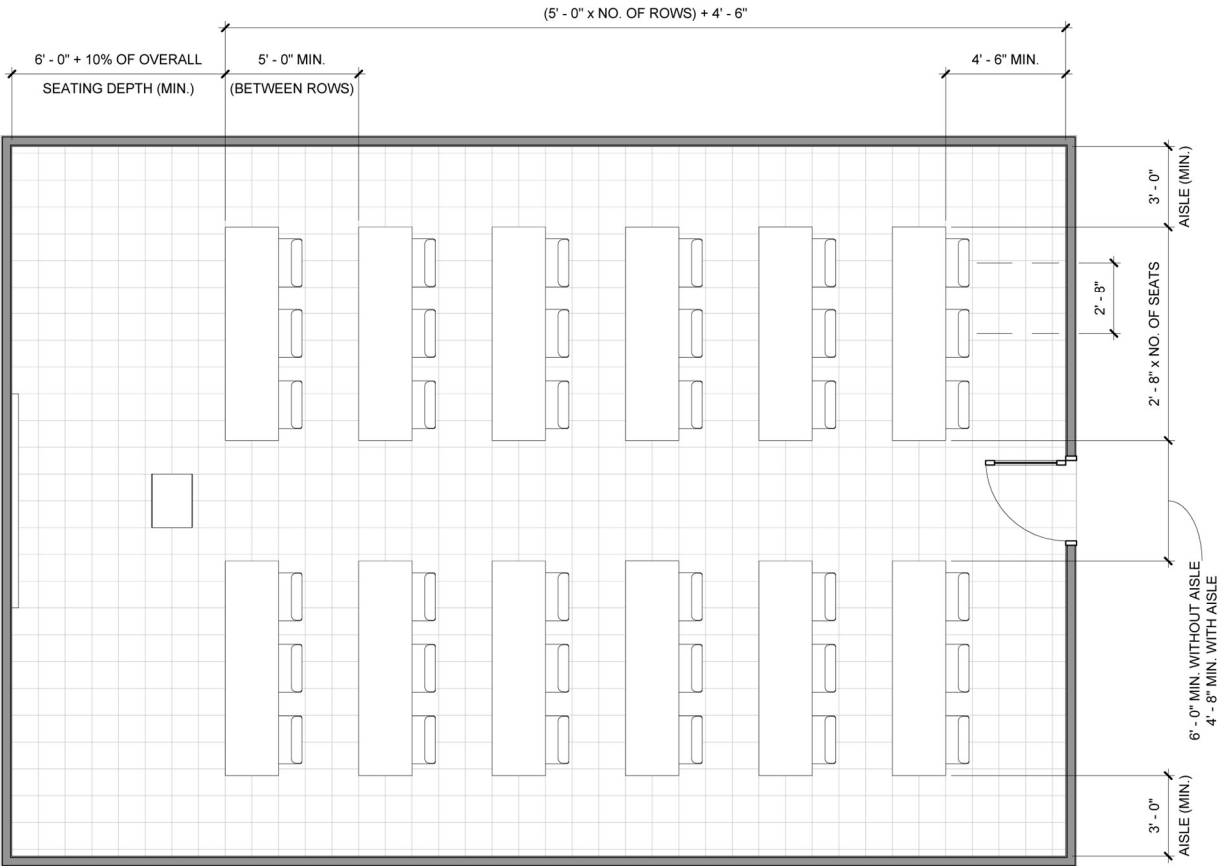 (5' - 0" x NO. OF ROWS) + 4' - 6"
6' - 0" + 10% OF OVERALL
SEATING DEPTH (MIN.)
5' - 0" MIN.
(BETWEEN ROWS)
4' - 6" MIN.
3' - 0"
AISLE (MIN.)
2' - 8"
2' - 8" x NO. OF SEATS
6' - 0" MIN. WITHOUT AISLE
4' - 8" MIN. WITH AISLE
3' - 0"
AISLE (MIN.)